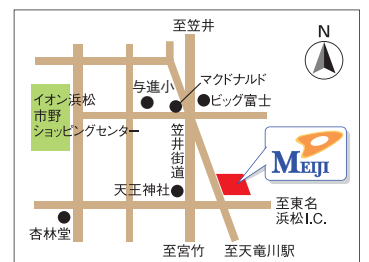 至笠井
N
マクドナルド
与進小
ビッグ富士
イオン浜松
市野
ショッピングセンター
笠井街道
MEIJI
天王神社
至東名
浜松I.C.
杏林堂
至宮竹
至天竜川駅